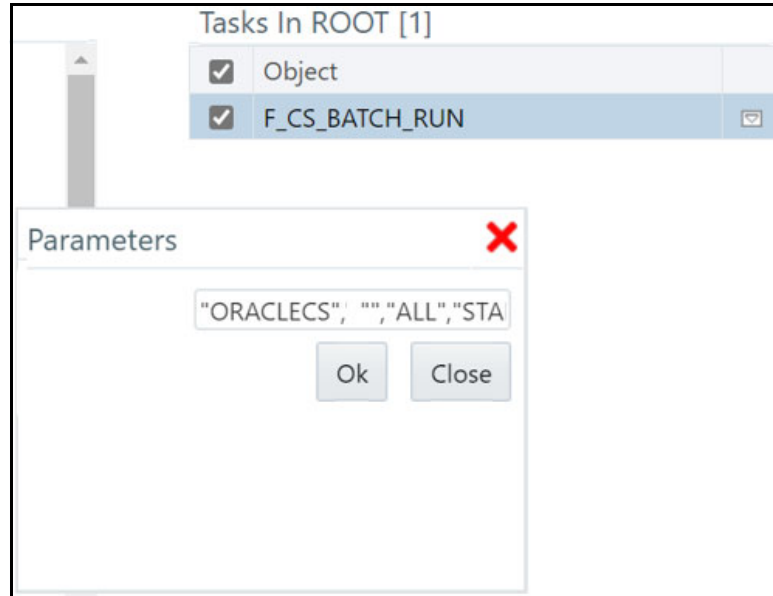 Tasks In ROOT [1]
Object
F_CS_BATCH_RUN
Parameters
"ORACLECS", "","ALL","STA
Ok
Close